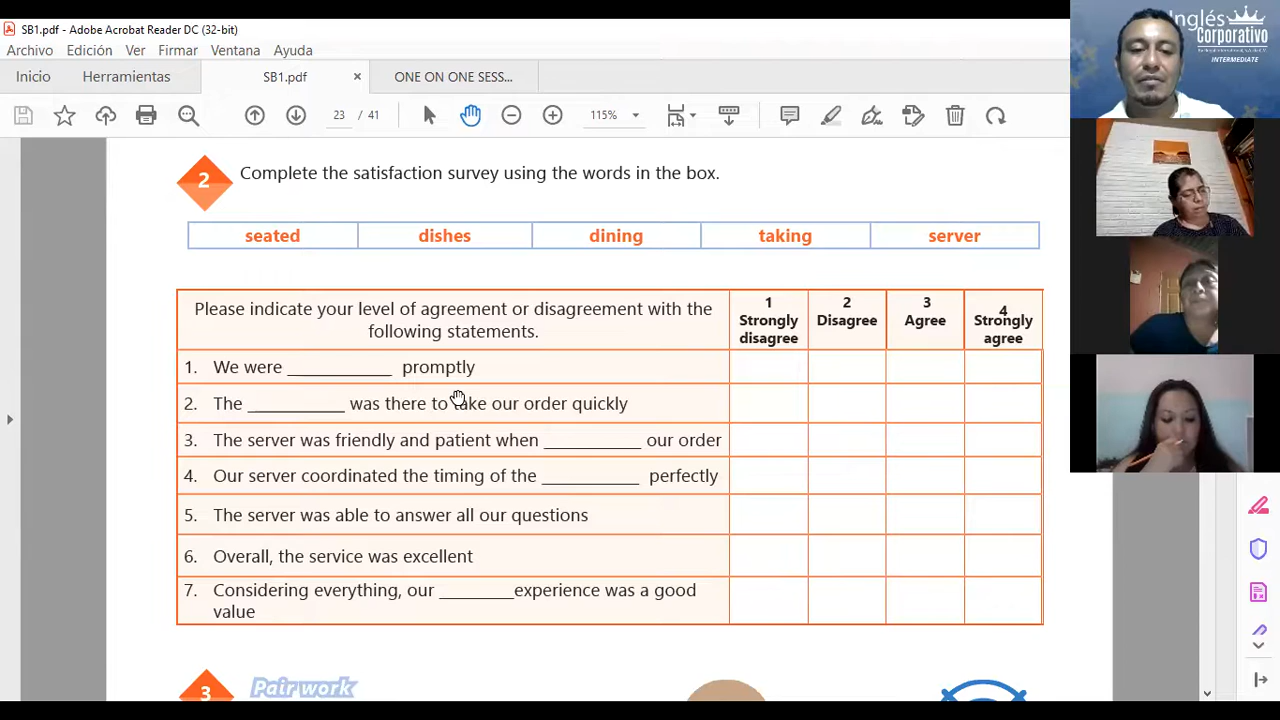 SB1.pdf - Adobe Acrobat Reader DC (32-bit)
Archivo Edición Ver Firmar Ventana Ayuda
Inicio Herramientas SB1.pdf × ONE ON ONE SESS...
23 / 41 115%
2 Complete the satisfaction survey using the words in the box.
seated dishes dining taking server
Please indicate your level of agreement or disagreement with the
following statements.
1
Strongly
disagree
2
Disagree
3
Agree
4
Strongly
agree
1. We were ___________ promptly
2. The __________ was there to take our order quickly
3. The server was friendly and patient when __________ our order
4. Our server coordinated the timing of the __________ perfectly
5. The server was able to answer all our questions
6. Overall, the service was excellent
7. Considering everything, our ________experience was a good
value
3 Pair work
Inglés
Corporativo
INTERMEDIATE